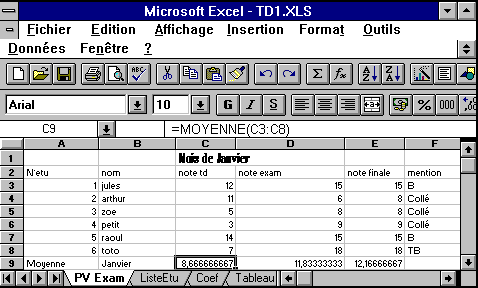 Microsoft Excel - TD1.XLS
Fichier Edition Affichage Insertion Format Outils
Données Fenêtre ?
ABC Σ fx A Z Z A
Arial 10 G I S % 000
C9 =MOYENNE(C3:C8)
A B C D E F
1 Mois de Janvier
2 N'etu nom note td note exam note finale mention
3 1 jules 12 15 15 B
4 2 arthur 11 6 8 Collé
5 3 zoe 5 8 8 Collé
6 4 petit 3 9 9 Collé
7 5 raoul 14 15 15 B
8 6 toto 7 18 18 TB
9 Moyenne Janvier 8,666666667 11,83333333 12,16666667
PV Exam ListeEtu Coef Tableau